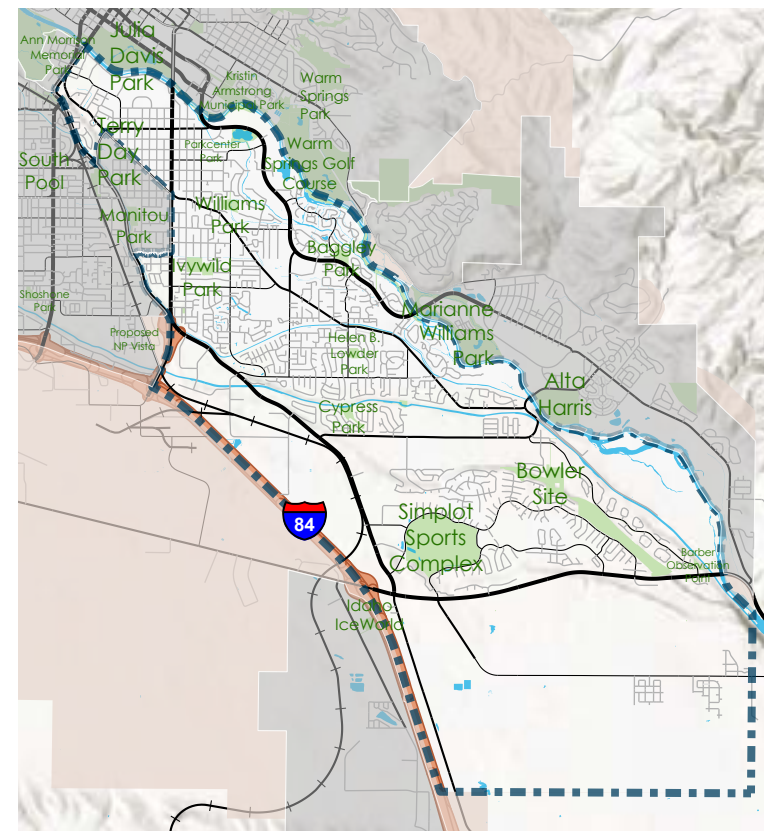 Julia
Davis
Park
Ann Morrison
Memorial
Park
Kristin
Armstrong
Municipal Park
Warm
Springs
Park
Terry
Day
Park
Parkcenter
Park
Warm
Springs Golf
Course
South
Pool
Williams
Park
Manitou
Park
Baggley
Park
Ivywild
Park
Shoshone
Park
Marianne
Williams
Park
Proposed
NP Vista
Helen B.
Lowder
Park
Alta
Harris
Cypress
Park
Bowler
Site
84
Simplot
Sports
Complex
Barber
Observation
Point
Idaho
IceWorld